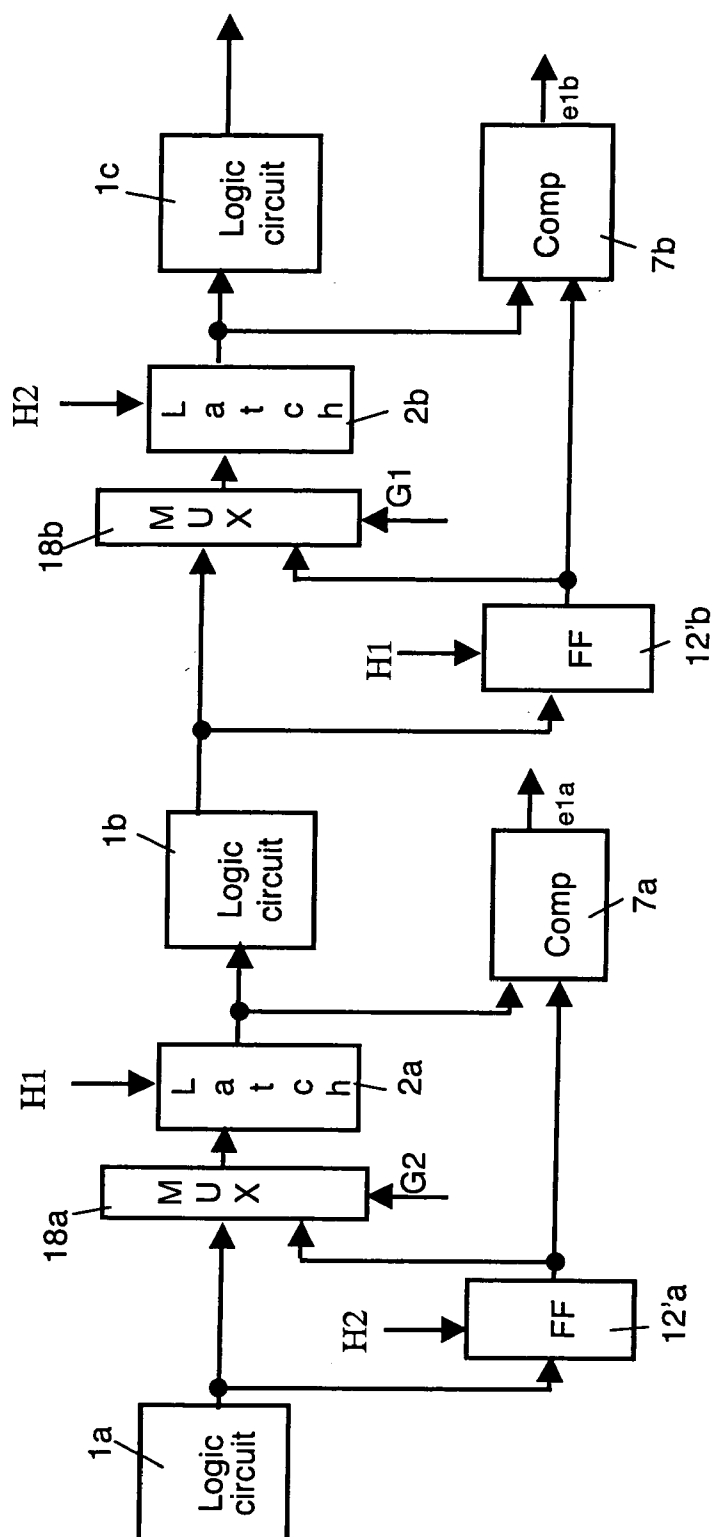 1a
Logic
circuit
18a
M
U
X
G2
H1
L
a
t
c
h
2a
H2
FF
12'a
Comp
7a
e1a
1b
Logic
circuit
18b
M
U
X
G1
H2
L
a
t
c
h
2b
H1
FF
12'b
Comp
7b
e1b
1c
Logic
circuit